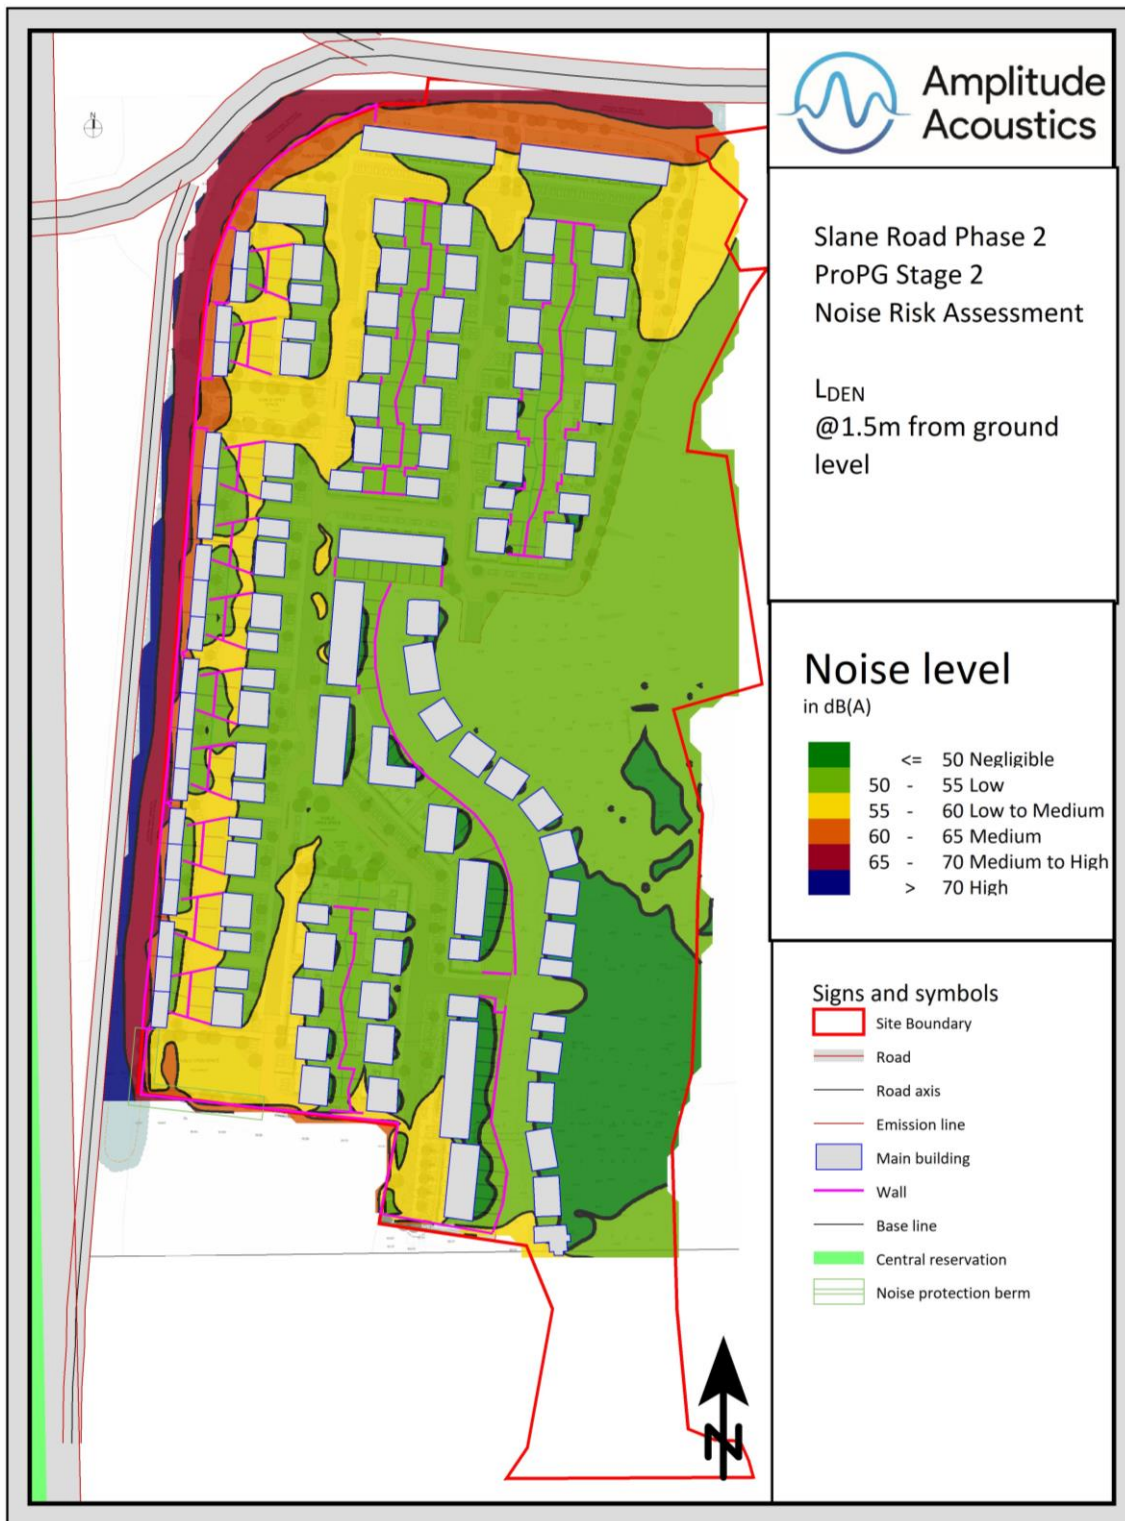 Amplitude
Acoustics
Slane Road Phase 2
ProPG Stage 2
Noise Risk Assessment
LDEN
@1.5m from ground
level
Noise level
in dB(A)
<= 50 Negligible
50 - 55 Low
55 - 60 Low to Medium
60 - 65 Medium
65 - 70 Medium to High
> 70 High
Signs and symbols
Site Boundary
Road
Road axis
Emission line
Main building
Wall
Base line
Central reservation
Noise protection berm
N
N